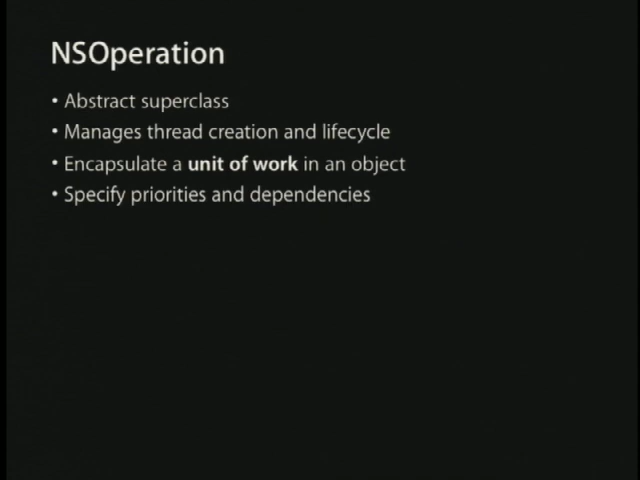 NSOperation
• Abstract superclass
• Manages thread creation and lifecycle
• Encapsulate a unit of work in an object
• Specify priorities and dependencies